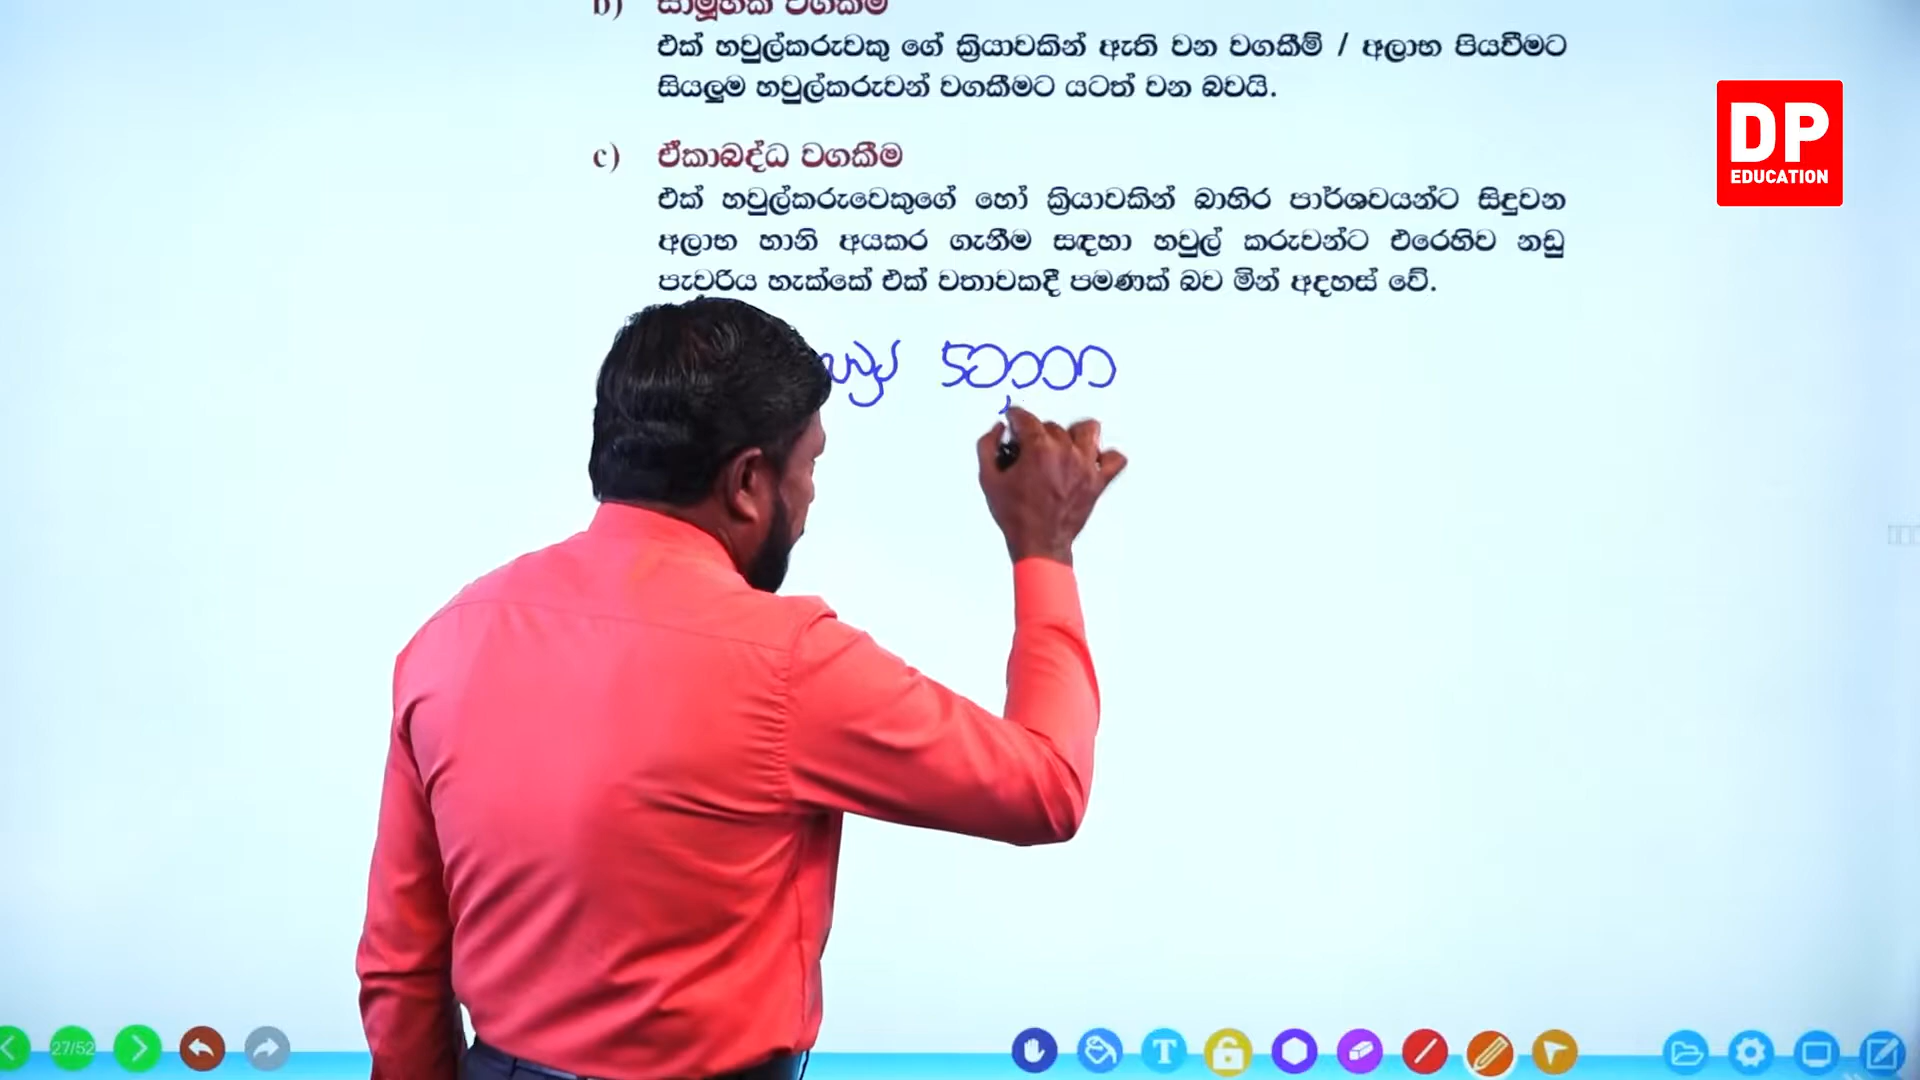 b) සාමූහික වගකීම
එක් හවුල්කරුවකු ගේ ක්‍රියාවකින් ඇති වන වගකීම් / අලාභ පියවීමට
සියලුම හවුල්කරුවන් වගකීමට යටත් වන බවයි.
c) ඒකාබද්ධ වගකීම
එක් හවුල්කරුවෙකුගේ හෝ ක්‍රියාවකින් බාහිර පාර්ශවයන්ට සිදුවන
අලාභ හානි අයකර ගැනීම සඳහා හවුල් කරුවන්ට එරෙහිව නඩු
පැවරිය හැක්කේ එක් වතාවකදී පමණක් බව මින් අදහස් වේ.
DP
EDUCATION
27/52
T